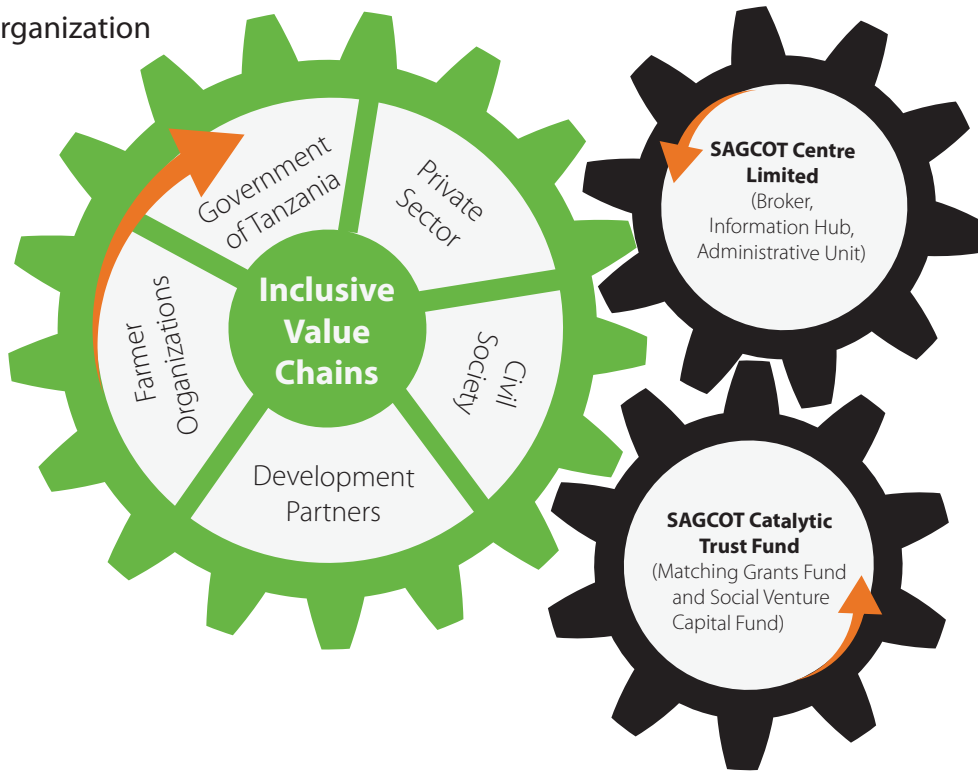 rganization
Government
of Tanzania
Private
Sector
Civil
Society
Development
Partners
Farmer
Organizations
Inclusive
Value
Chains
SAGCOT Centre
Limited
(Broker,
Information Hub,
Administrative Unit)
SAGCOT Catalytic
Trust Fund
(Matching Grants Fund
and Social Venture
Capital Fund)